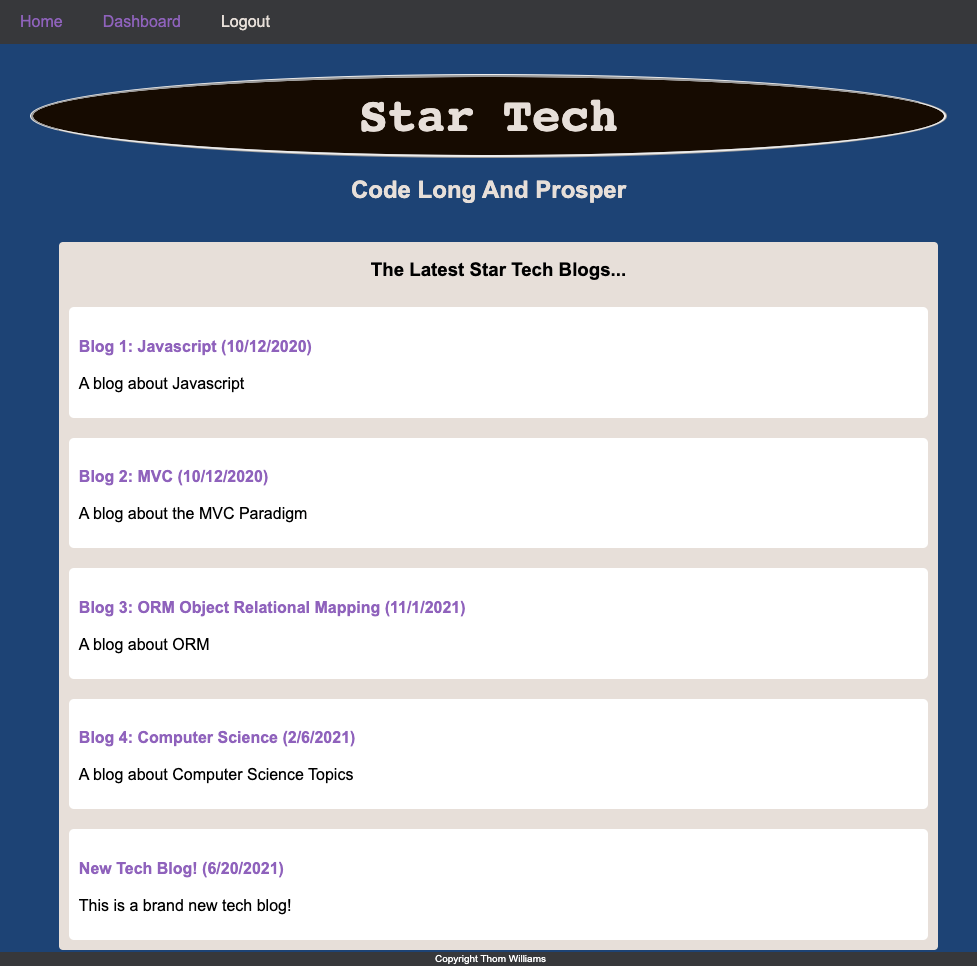 Home Dashboard Logout
Star Tech
Code Long And Prosper
The Latest Star Tech Blogs...
Blog 1: Javascript (10/12/2020)
A blog about Javascript
Blog 2: MVC (10/12/2020)
A blog about the MVC Paradigm
Blog 3: ORM Object Relational Mapping (11/1/2021)
A blog about ORM
Blog 4: Computer Science (2/6/2021)
A blog about Computer Science Topics
New Tech Blog! (6/20/2021)
This is a brand new tech blog!
Copyright Thom Williams